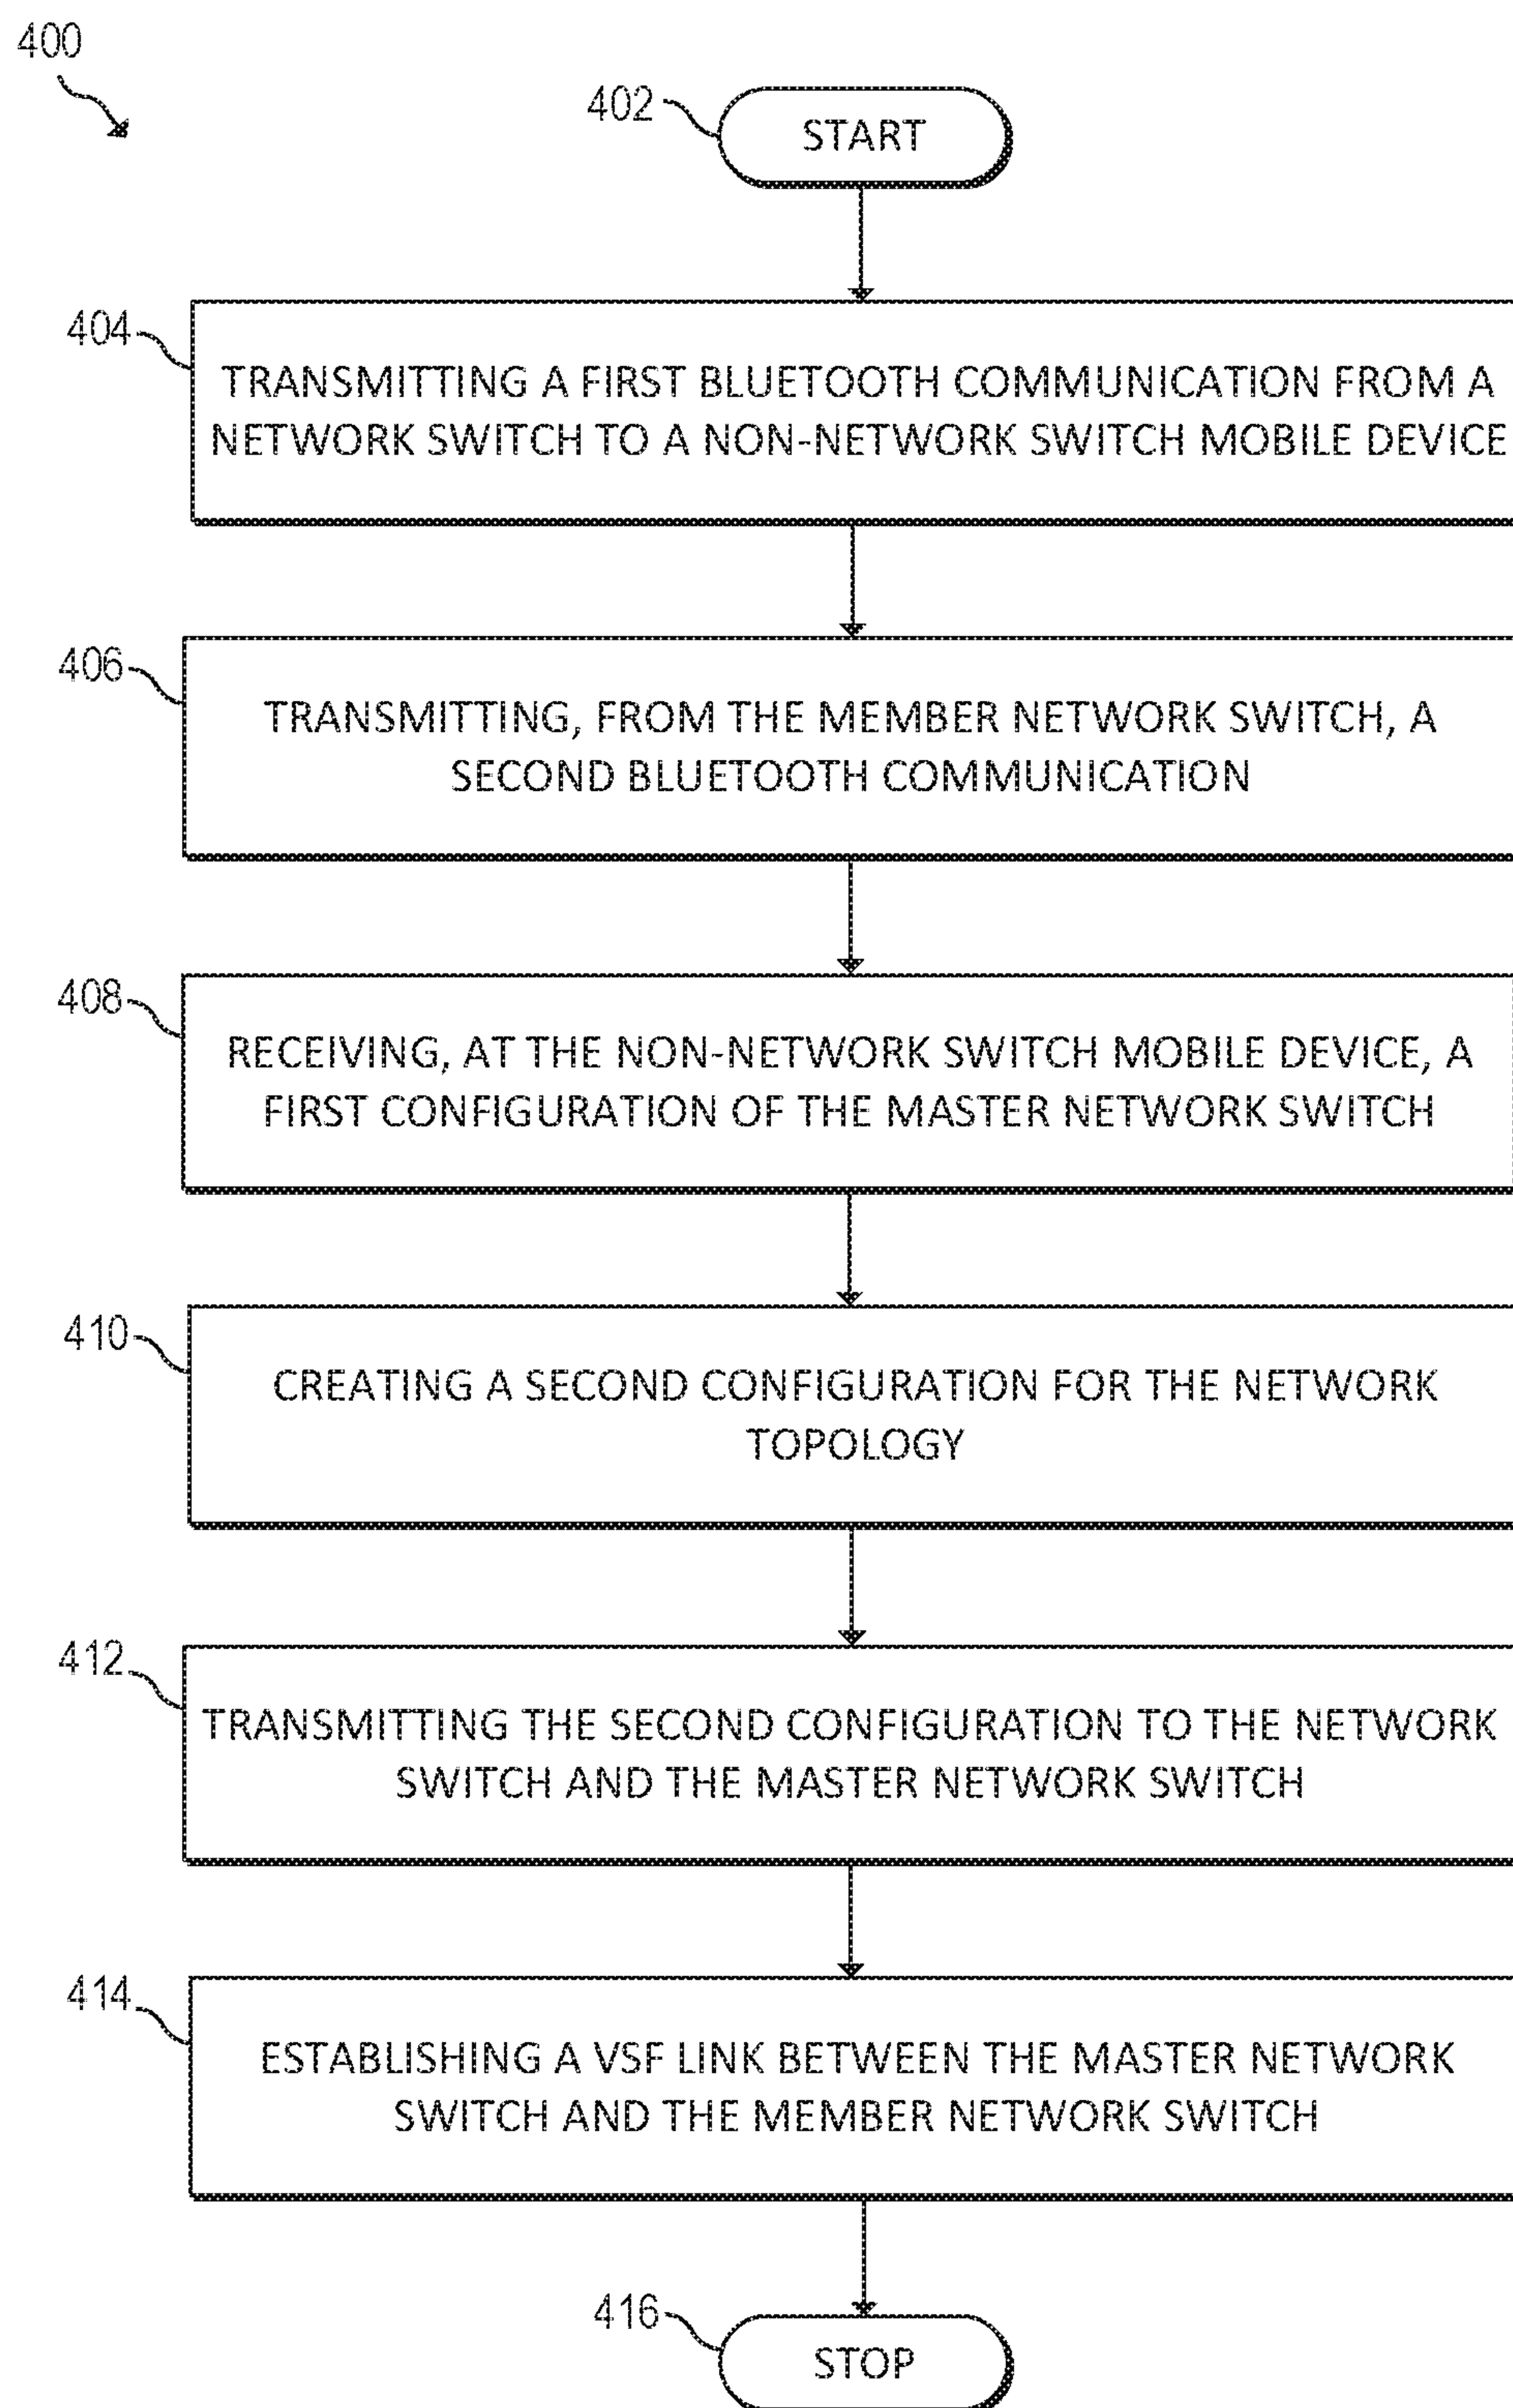 400
402
START
404
TRANSMITTING A FIRST BLUETOOTH COMMUNICATION FROM A
NETWORK SWITCH TO A NON-NETWORK SWITCH MOBILE DEVICE
406
TRANSMITTING, FROM THE MEMBER NETWORK SWITCH, A
SECOND BLUETOOTH COMMUNICATION
408
RECEIVING, AT THE NON-NETWORK SWITCH MOBILE DEVICE, A
FIRST CONFIGURATION OF THE MASTER NETWORK SWITCH
410
CREATING A SECOND CONFIGURATION FOR THE NETWORK
TOPOLOGY
412
TRANSMITTING THE SECOND CONFIGURATION TO THE NETWORK
SWITCH AND THE MASTER NETWORK SWITCH
414
ESTABLISHING A VSF LINK BETWEEN THE MASTER NETWORK
SWITCH AND THE MEMBER NETWORK SWITCH
416
STOP